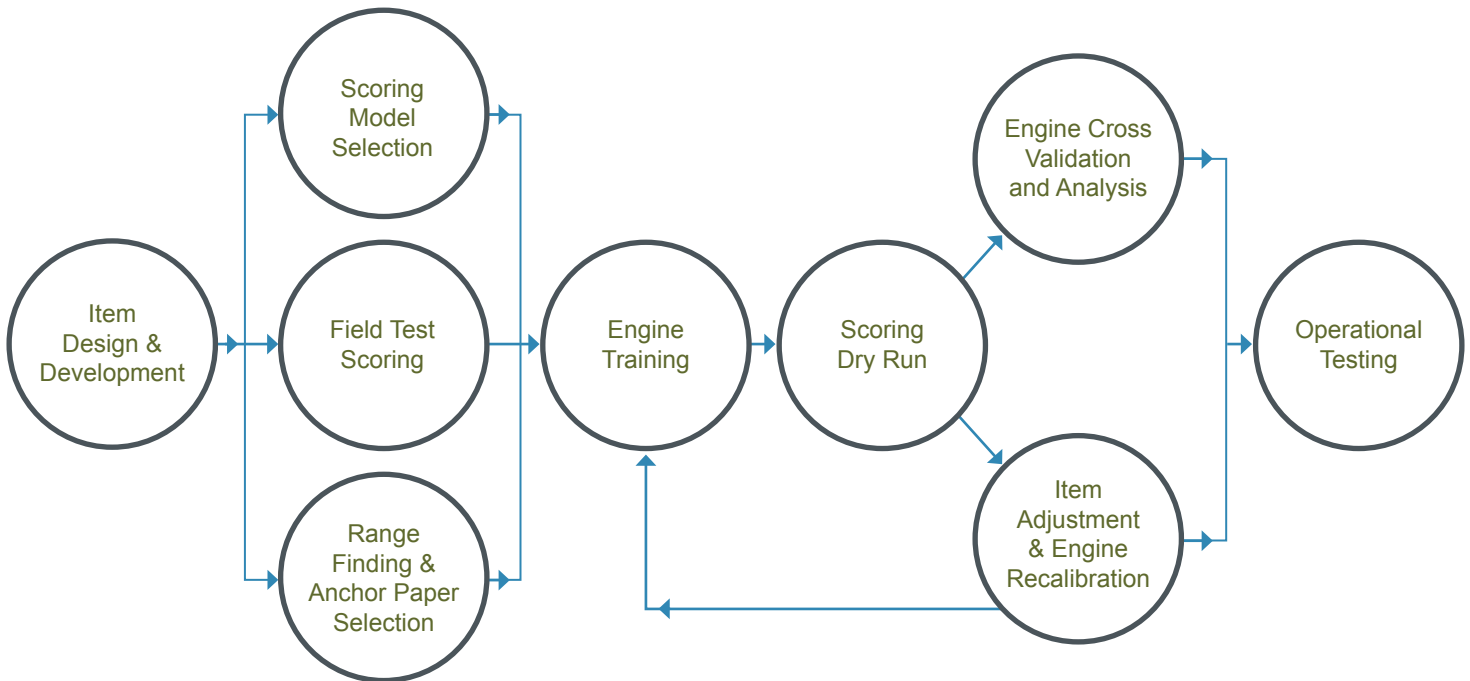 Item
Design &
Development
Scoring
Model
Selection
Field Test
Scoring
Range
Finding &
Anchor Paper
Selection
Engine
Training
Scoring
Dry Run
Engine Cross
Validation
and Analysis
Item
Adjustment
& Engine
Recalibration
Operational
Testing